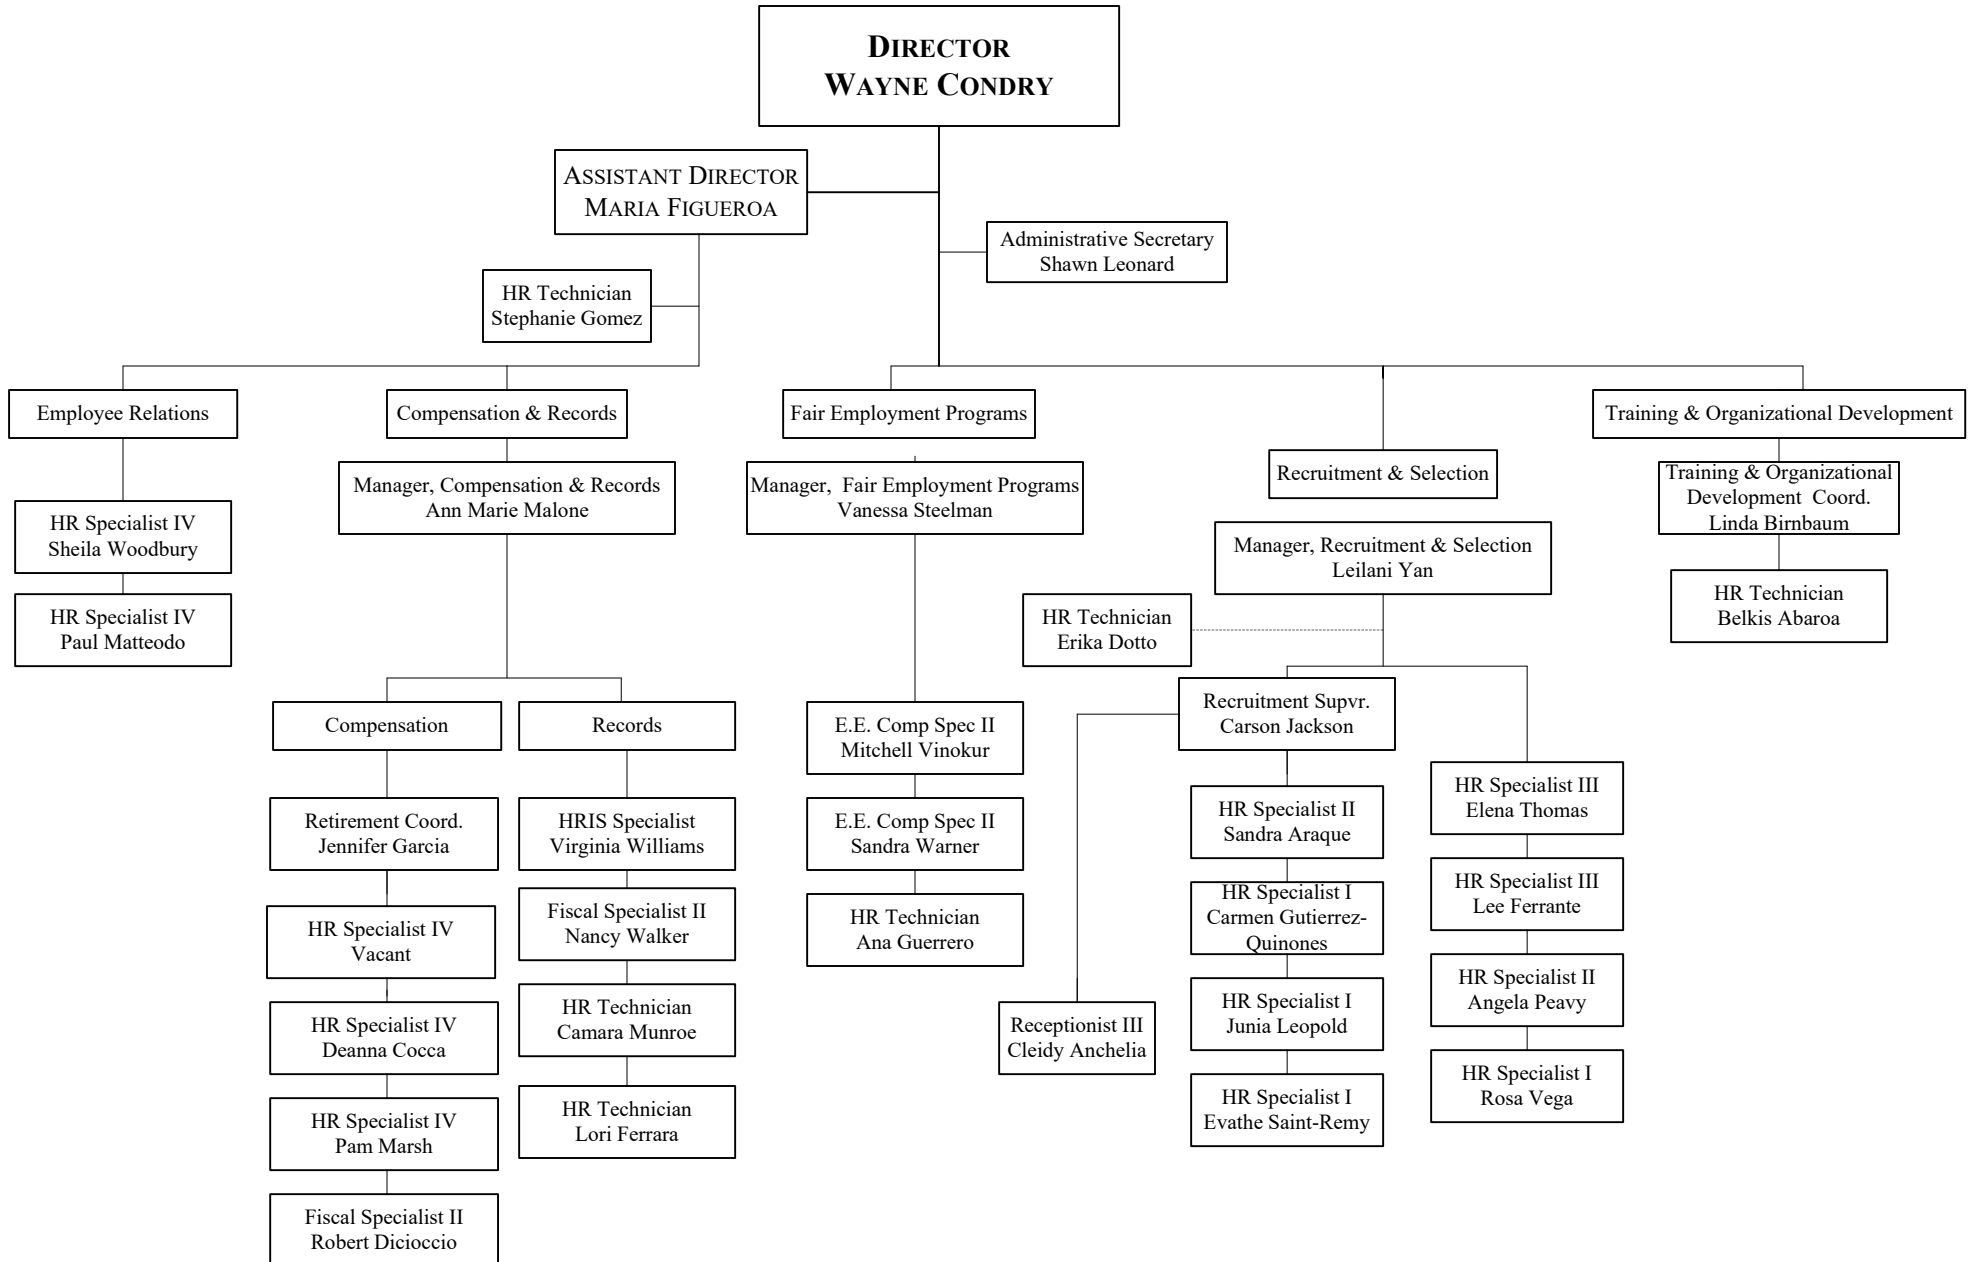 DIRECTOR
WAYNE CONDRY
ASSISTANT DIRECTOR
MARIA FIGUEROA
Administrative Secretary
Shawn Leonard
HR Technician
Stephanie Gomez
Employee Relations
Compensation & Records
Fair Employment Programs
Training & Organizational Development
Recruitment & Selection
HR Specialist IV
Sheila Woodbury
HR Specialist IV
Paul Matteodo
Manager, Compensation & Records
Ann Marie Malone
Manager, Fair Employment Programs
Vanessa Steelman
Training & Organizational
Development Coord.
Linda Birnbaum
HR Technician
Belkis Abaroa
Manager, Recruitment & Selection
Leilani Yan
HR Technician
Erika Dotto
Compensation
Records
Retirement Coord.
Jennifer Garcia
HR Specialist IV
Vacant
HR Specialist IV
Deanna Cocca
HR Specialist IV
Pam Marsh
Fiscal Specialist II
Robert Dicioccio
HRIS Specialist
Virginia Williams
Fiscal Specialist II
Nancy Walker
HR Technician
Camara Munroe
HR Technician
Lori Ferrara
E.E. Comp Spec II
Mitchell Vinokur
E.E. Comp Spec II
Sandra Warner
HR Technician
Ana Guerrero
Recruitment Supvr.
Carson Jackson
Receptionist III
Cleidy Anchelia
HR Specialist II
Sandra Araque
HR Specialist I
Carmen Gutierrez-
Quinones
HR Specialist I
Junia Leopold
HR Specialist I
Evathe Saint-Remy
HR Specialist III
Elena Thomas
HR Specialist III
Lee Ferrante
HR Specialist II
Angela Peavy
HR Specialist I
Rosa Vega